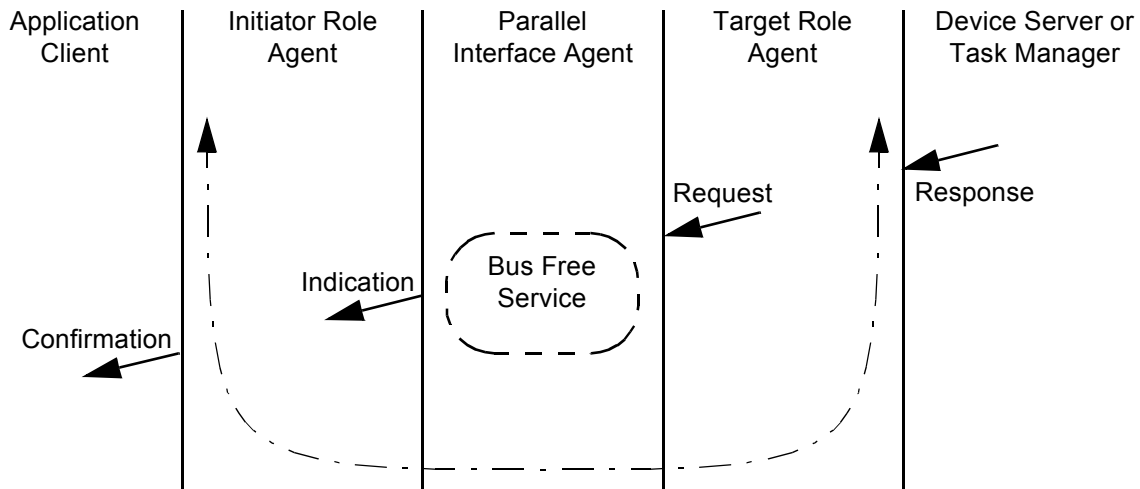 Application
Client
Initiator Role
Agent
Parallel
Interface Agent
Target Role
Agent
Device Server or
Task Manager
Request
Response
Bus Free
Service
Indication
Confirmation